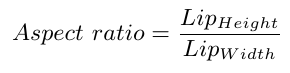 Aspect ratio = Lip_Height / Lip_Width